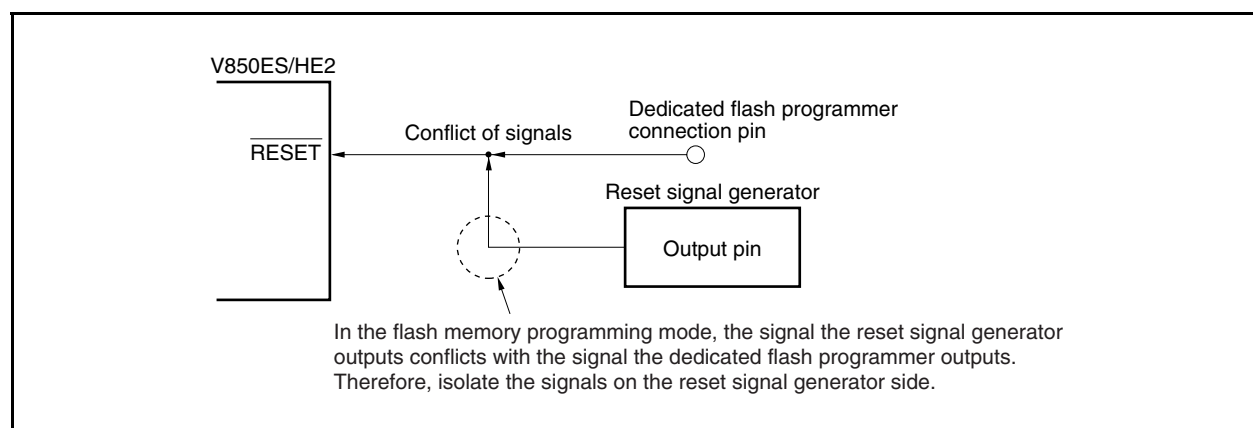 V850ES/HE2
Dedicated flash programmer
connection pin
Conflict of signals
RESET
Reset signal generator
Output pin
In the flash memory programming mode, the signal the reset signal generator
outputs conflicts with the signal the dedicated flash programmer outputs.
Therefore, isolate the signals on the reset signal generator side.